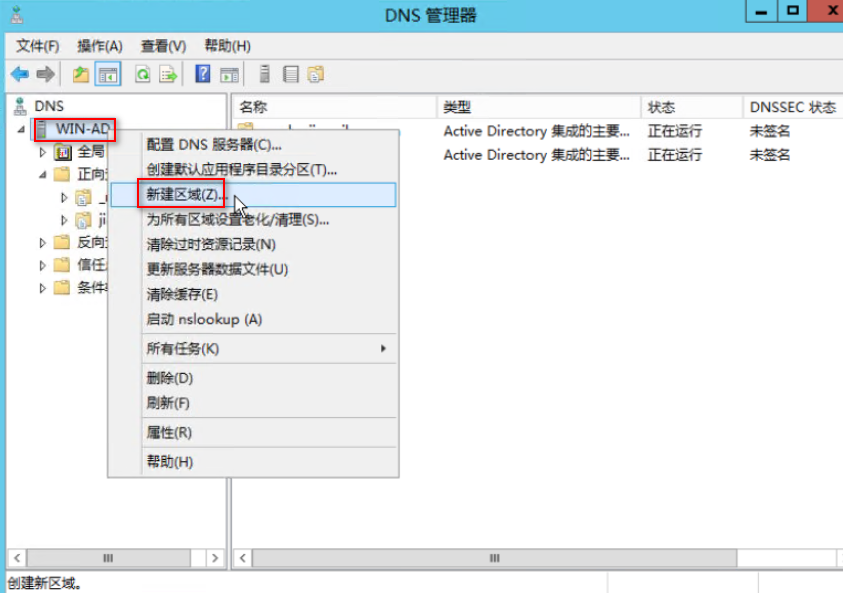 DNS 管理器
文件(F) 操作(A) 查看(V) 帮助(H)
DNS
WIN-AD
全局
正向
反向
信任
条件
名称 类型 状态 DNSSEC 状态
Active Directory 集成的主要... 正在运行 未签名
Active Directory 集成的主要... 正在运行 未签名
配置 DNS 服务器(C)...
创建默认应用程序目录分区(T)...
新建区域(Z)...
为所有区域设置老化/清理(S)...
清除过时资源记录(N)
更新服务器数据文件(U)
清除缓存(E)
启动 nslookup (A)
所有任务(K)
删除(D)
刷新(F)
属性(R)
帮助(H)
创建新区域。